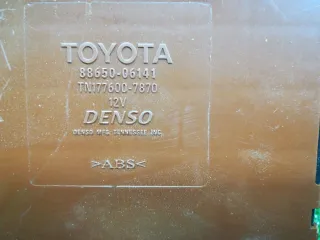 TOYOTA
88650-06141
TN177600-7870
12V
DENSO
DENSO MFG. TENNESSEE, INC.
>ABS<